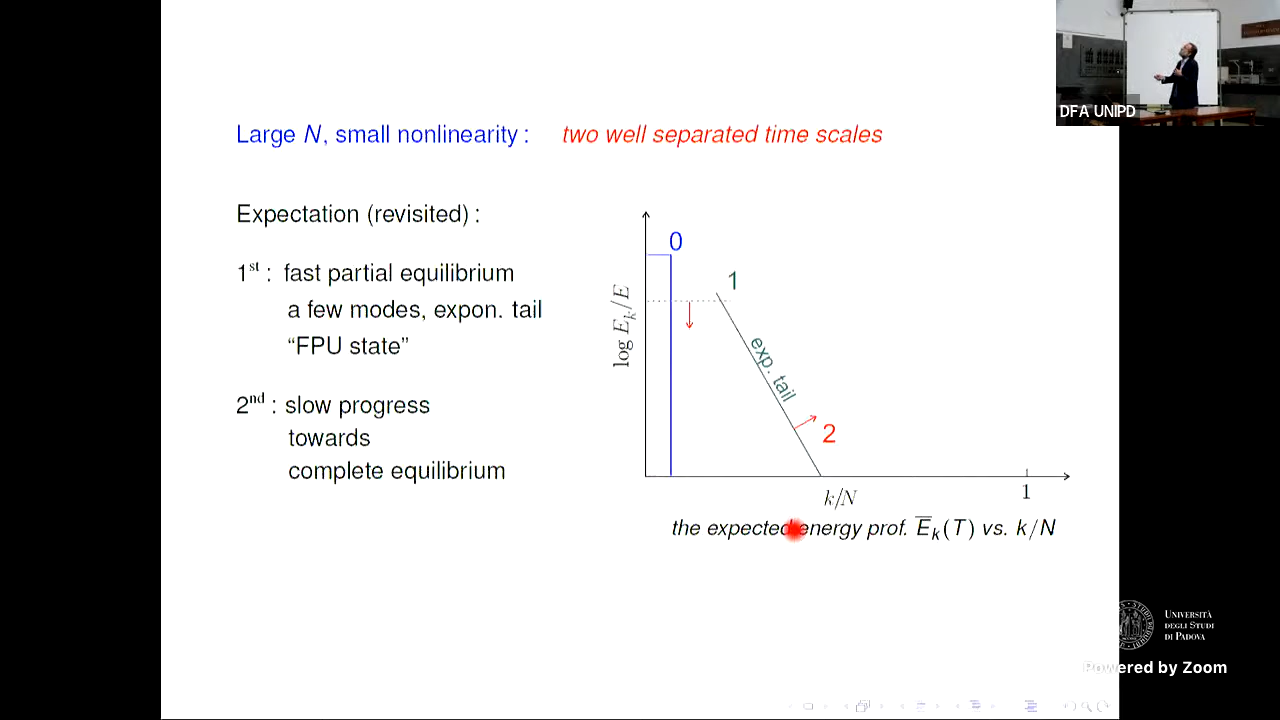 DFA UNIPD
Large N, small nonlinearity : two well separated time scales
Expectation (revisited) :
1st : fast partial equilibrium
a few modes, expon. tail
“FPU state”
2nd : slow progress
towards
complete equilibrium
0
1
log E_k/E
exp. tail
2
k/N
1
the expected energy prof. E̅_k(T) vs. k/N
UNIVERSITÀ
DEGLI STUDI
DI PADOVA
Powered by Zoom